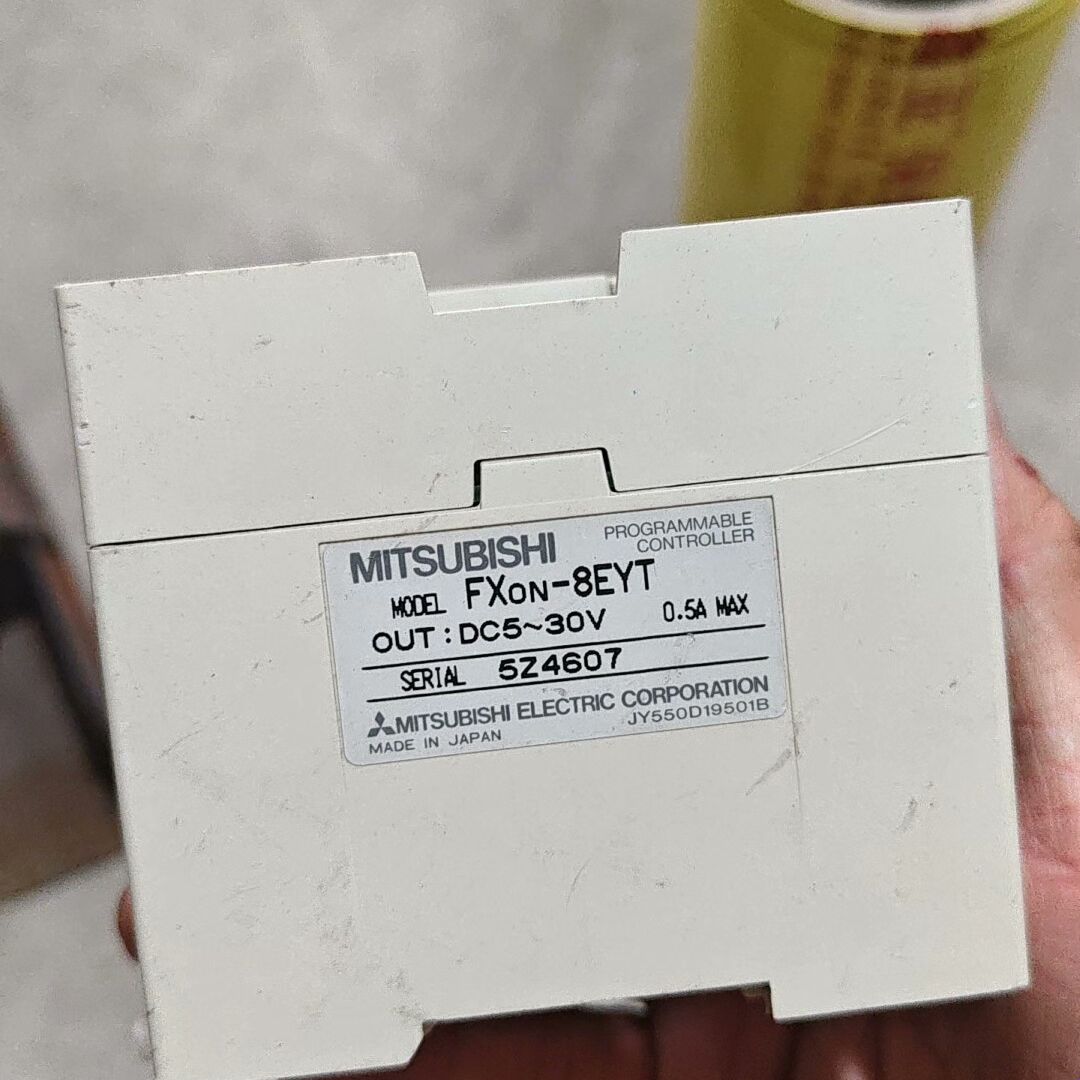 MITSUBISHI
PROGRAMMABLE
CONTROLLER
MODEL FX0N-8EYT
OUT : DC5~30V 0.5A MAX
SERIAL 5Z4607
MITSUBISHI ELECTRIC CORPORATION
MADE IN JAPAN JY550D19501B